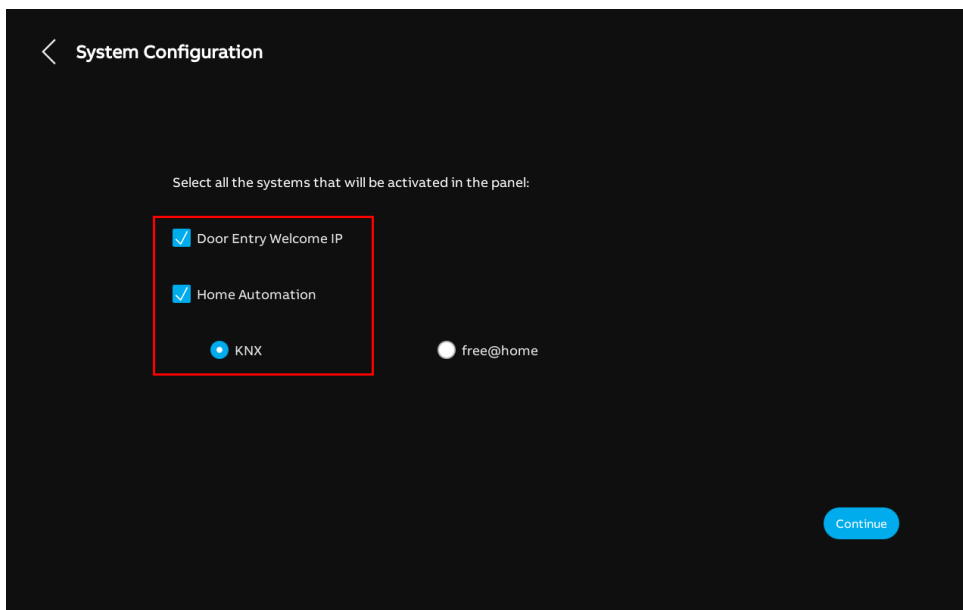 System Configuration
Select all the systems that will be activated in the panel:
Door Entry Welcome IP
Home Automation
KNX
free@home
Continue